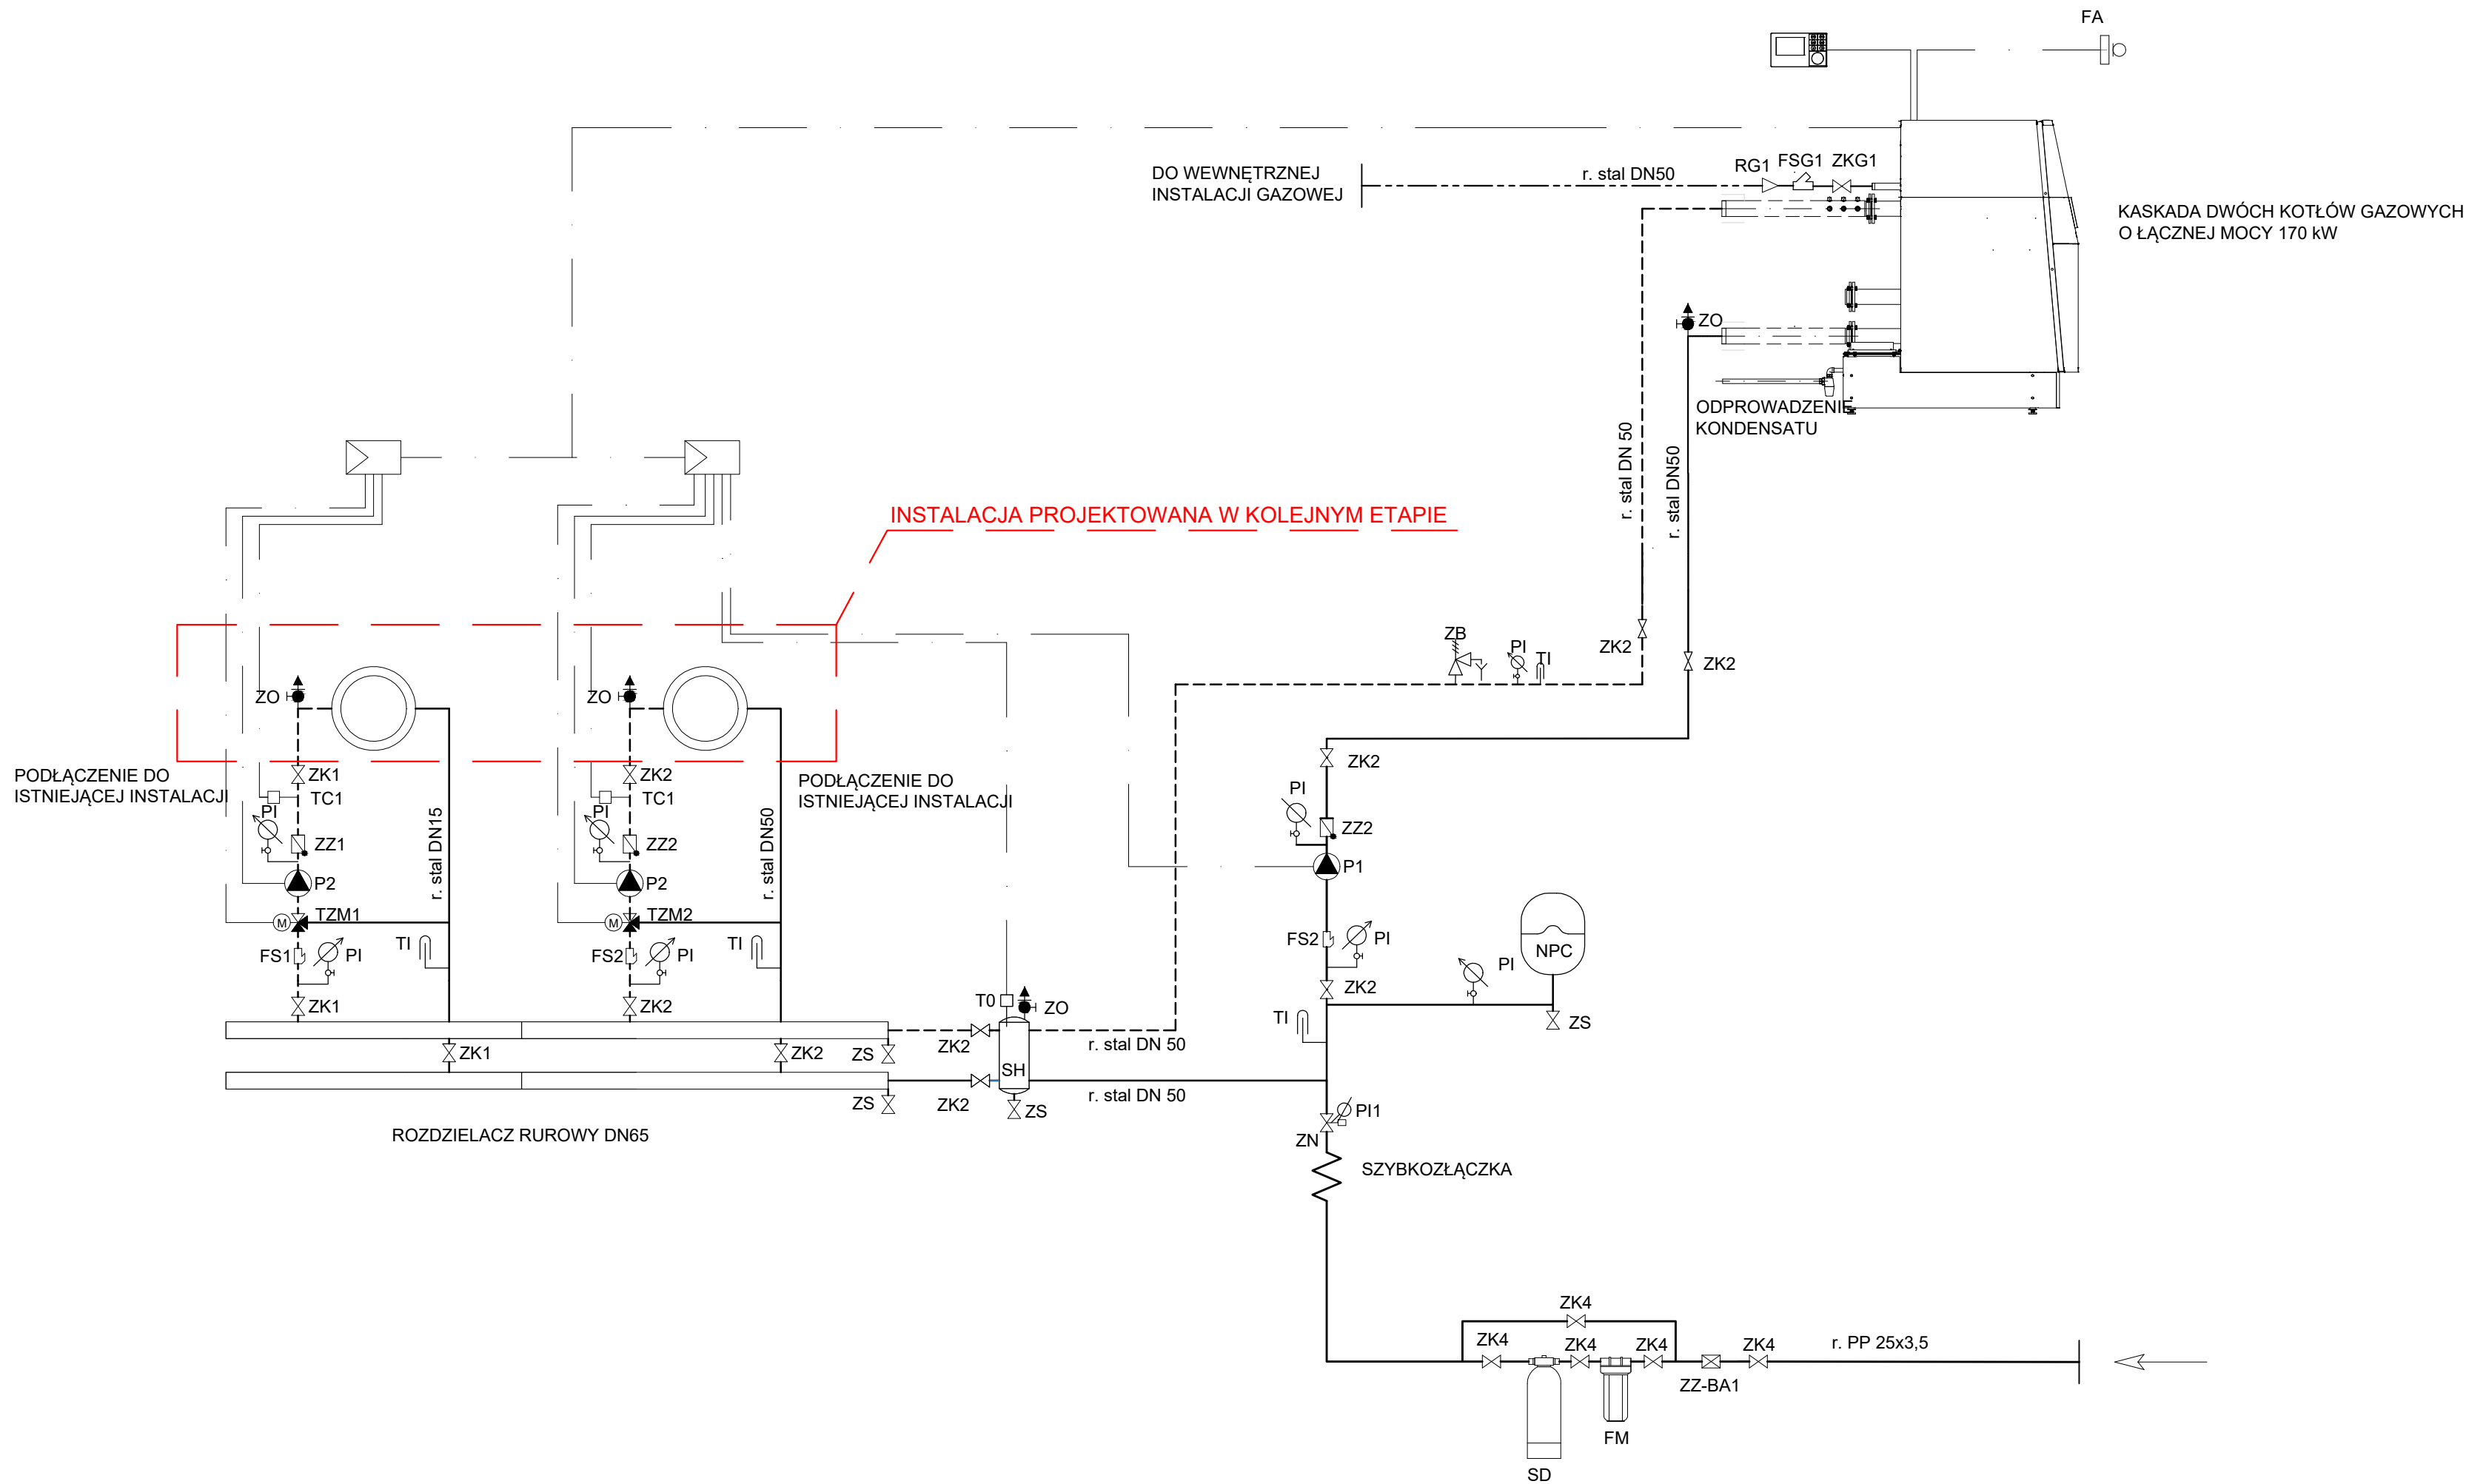 FA
DO WEWNĘTRZNEJ
INSTALACJI GAZOWEJ
r. stal DN50
RG1
FSG1
ZKG1
KASKADA DWÓCH KOTŁÓW GAZOWYCH
O ŁĄCZNEJ MOCY 170 kW
ZO
ODPROWADZENIE
KONDENSATU
r. stal DN 50
r. stal DN50
INSTALACJA PROJEKTOWANA W KOLEJNYM ETAPIE
ZB
PI
TI
ZK2
ZK2
ZO
ZO
PODŁĄCZENIE DO
ISTNIEJĄCEJ INSTALACJI
ZK1
TC1
PI
ZZ1
P2
r. stal DN15
M
TZM1
FS1
PI
TI
ZK1
ZK2
TC1
PI
ZZ2
P2
r. stal DN50
PODŁĄCZENIE DO
ISTNIEJĄCEJ INSTALACJI
M
TZM2
FS2
PI
TI
ZK2
ZK2
PI
ZZ2
P1
FS2
PI
NPC
PI
ZK2
ZS
TI
T0
ZO
ZK1
ZK2
ZS
ZK2
SH
r. stal DN 50
ZS
ZK2
ZS
r. stal DN 50
PI1
ZN
ROZDZIELACZ RUROWY DN65
SZYBKOZŁĄCZKA
ZK4
ZK4
ZK4
ZK4
ZK4
r. PP 25x3,5
ZZ-BA1
FM
SD